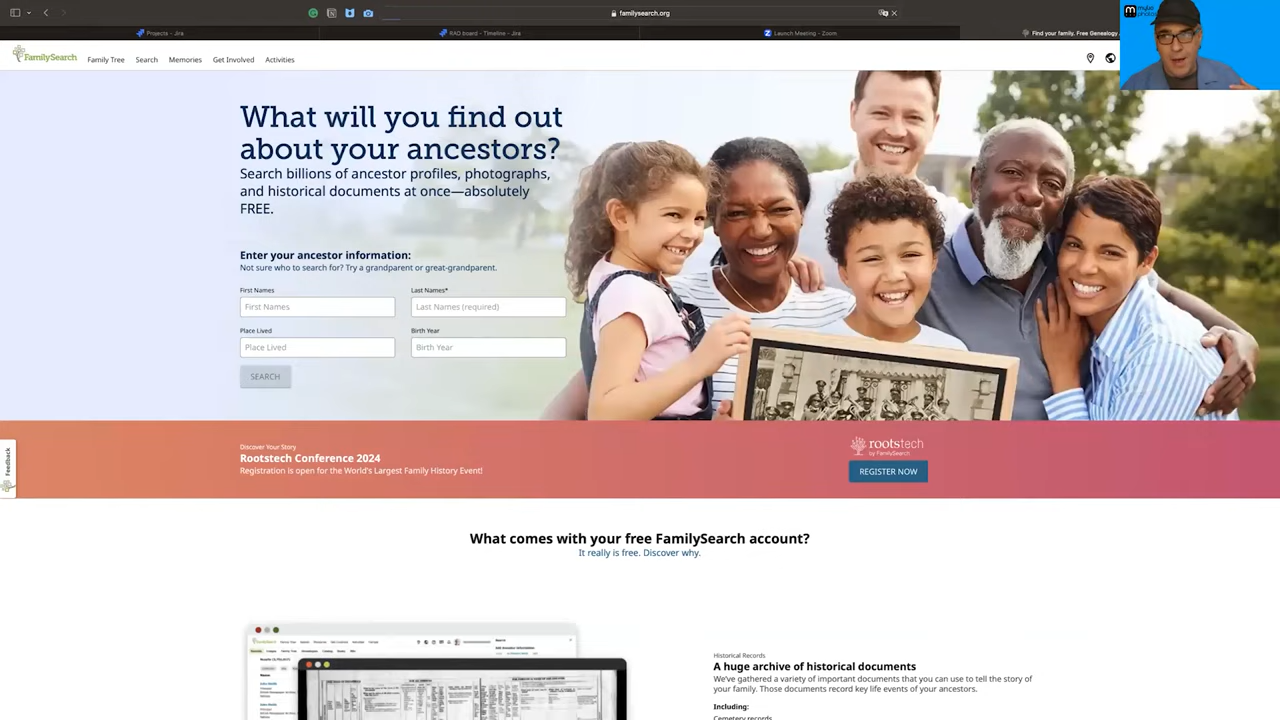 familysearch.org
Projects - Jira
RAD board - Timeline - Jira
Launch Meeting - Zoom
Find your family. Free Genealogy
mylio
photos
FamilySearch
Family Tree
Search
Memories
Get Involved
Activities
What will you find out
about your ancestors?
Search billions of ancestor profiles, photographs,
and historical documents at once—absolutely
FREE.
Enter your ancestor information:
Not sure who to search for? Try a grandparent or great-grandparent.
First Names
Last Names*
First Names
Last Names (required)
Place Lived
Birth Year
Place Lived
Birth Year
SEARCH
Feedback
Discover Your Story
Rootstech Conference 2024
Registration is open for the World's Largest Family History Event!
rootstech
by FamilySearch
REGISTER NOW
What comes with your free FamilySearch account?
It really is free. Discover why.
Historical Records
A huge archive of historical documents
We've gathered a variety of important documents that you can use to tell the story of
your family. Those documents record key life events of your ancestors.
Including:
Cemetery records